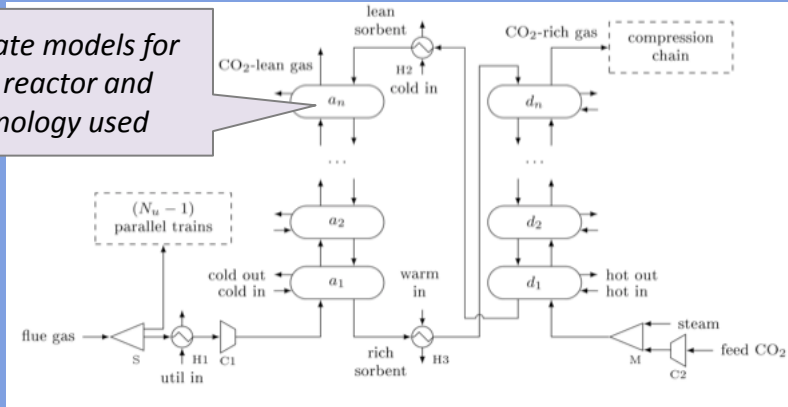 ate models for
reactor and
nology used
lean
sorbent
CO₂-rich gas
compression
chain
CO₂-lean gas
H2
cold in
aₙ
dₙ
...
...
(Nᵤ − 1)
parallel trains
a₂
d₂
cold out
cold in
a₁
warm
in
d₁
hot out
hot in
flue gas
S
H1
C1
util in
rich
sorbent
H3
steam
M
C2
feed CO₂